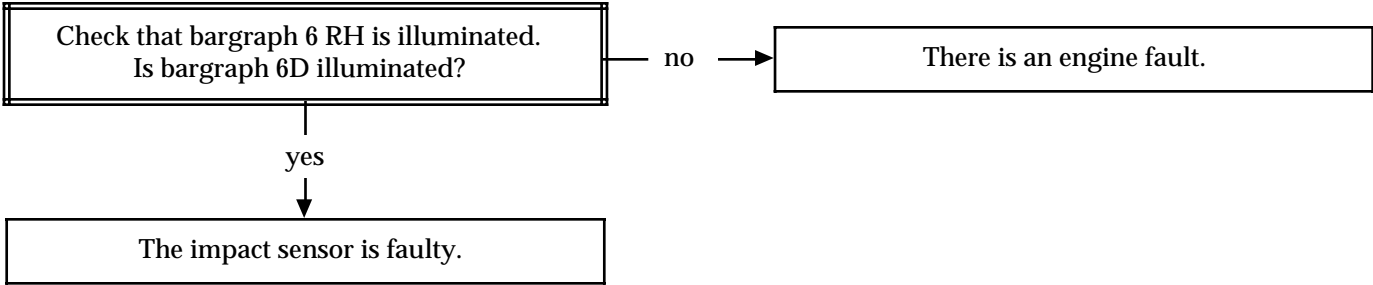 Check that bargraph 6 RH is illuminated.
Is bargraph 6D illuminated?
no
There is an engine fault.
yes
The impact sensor is faulty.